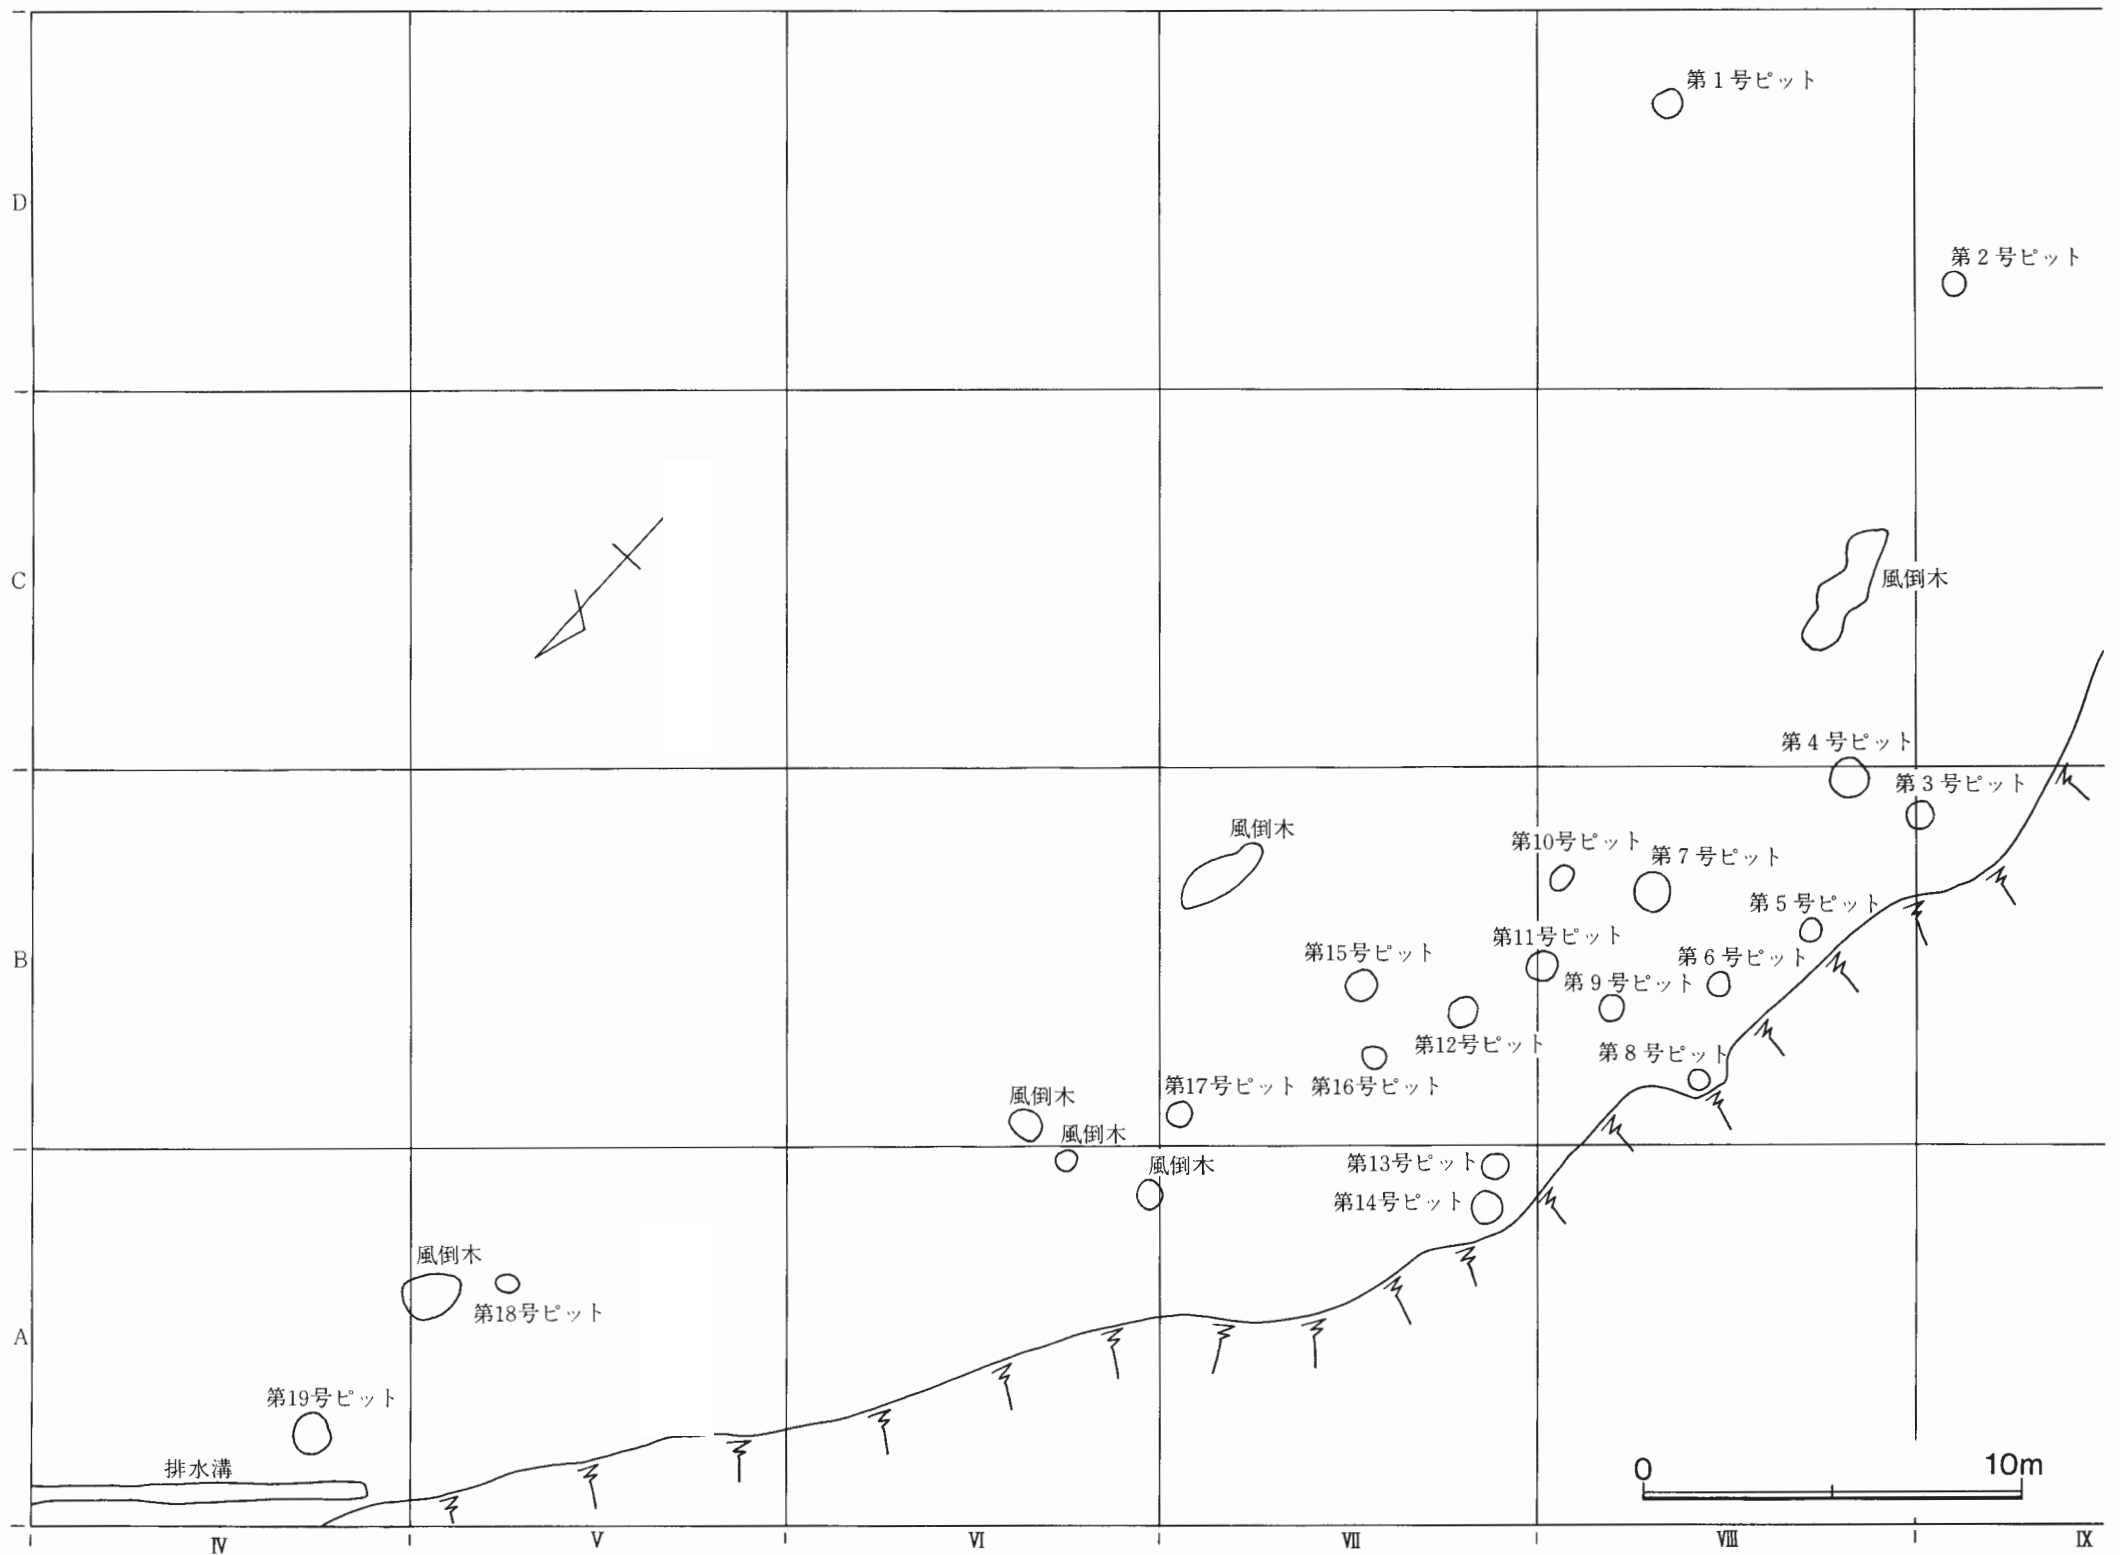 第1号ピット
D
第2号ピット
C
風倒木
第4号ピット
第3号ピット
風倒木
第10号ピット
第7号ピット
第5号ピット
第11号ピット
第15号ピット
第6号ピット
B
第9号ピット
第12号ピット
第8号ピット
第17号ピット
第16号ピット
風倒木
風倒木
第13号ピット
風倒木
第14号ピット
風倒木
第18号ピット
A
第19号ピット
排水溝
0
10m
Ⅳ
Ⅴ
Ⅵ
Ⅶ
Ⅷ
Ⅸ